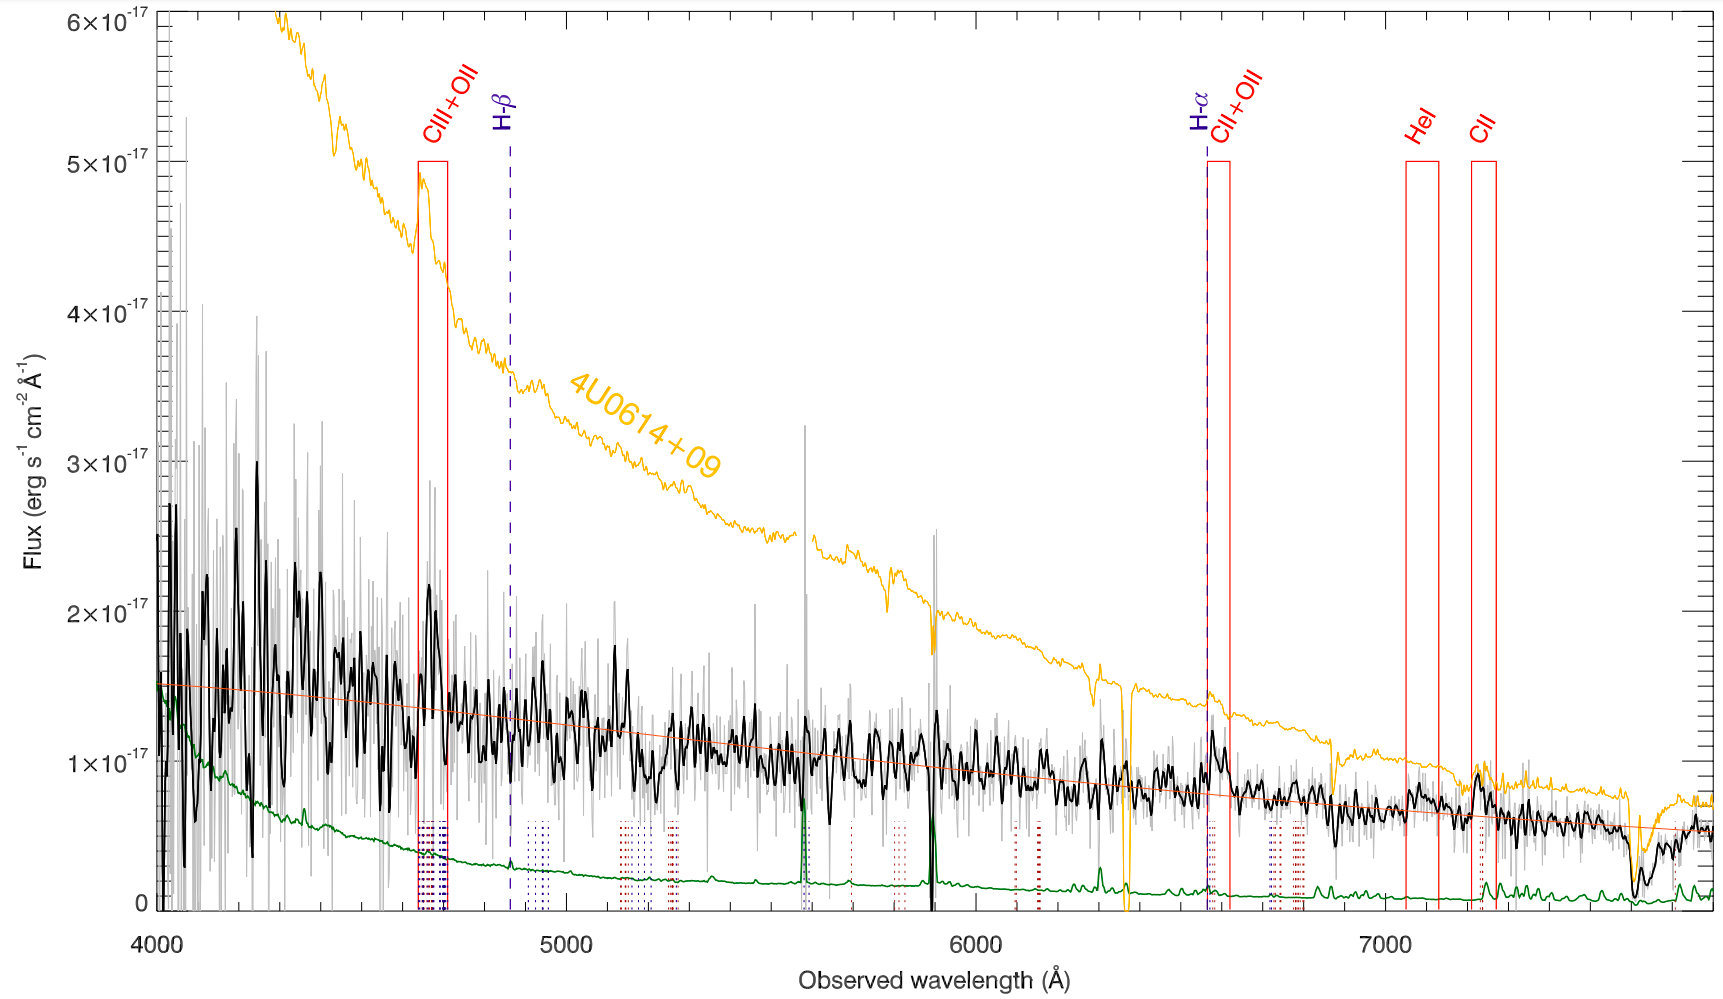 6×10⁻¹⁷
5×10⁻¹⁷
4×10⁻¹⁷
3×10⁻¹⁷
2×10⁻¹⁷
1×10⁻¹⁷
0
Flux (erg s⁻¹ cm⁻² Å⁻¹)
CIII+OII
H-β
4U0614+09
H-α
CII+OII
HeI
CII
4000 5000 6000 7000
Observed wavelength (Å)